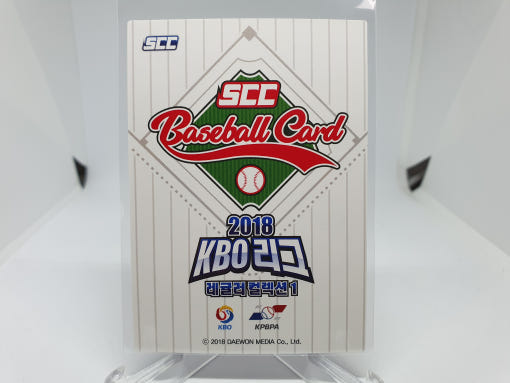 SCC
SCC
Baseball Card
2018
KBO 리그
레귤러 컬렉션 1
KBO
KPBPA
© 2018 DAEWON MEDIA Co., Ltd.